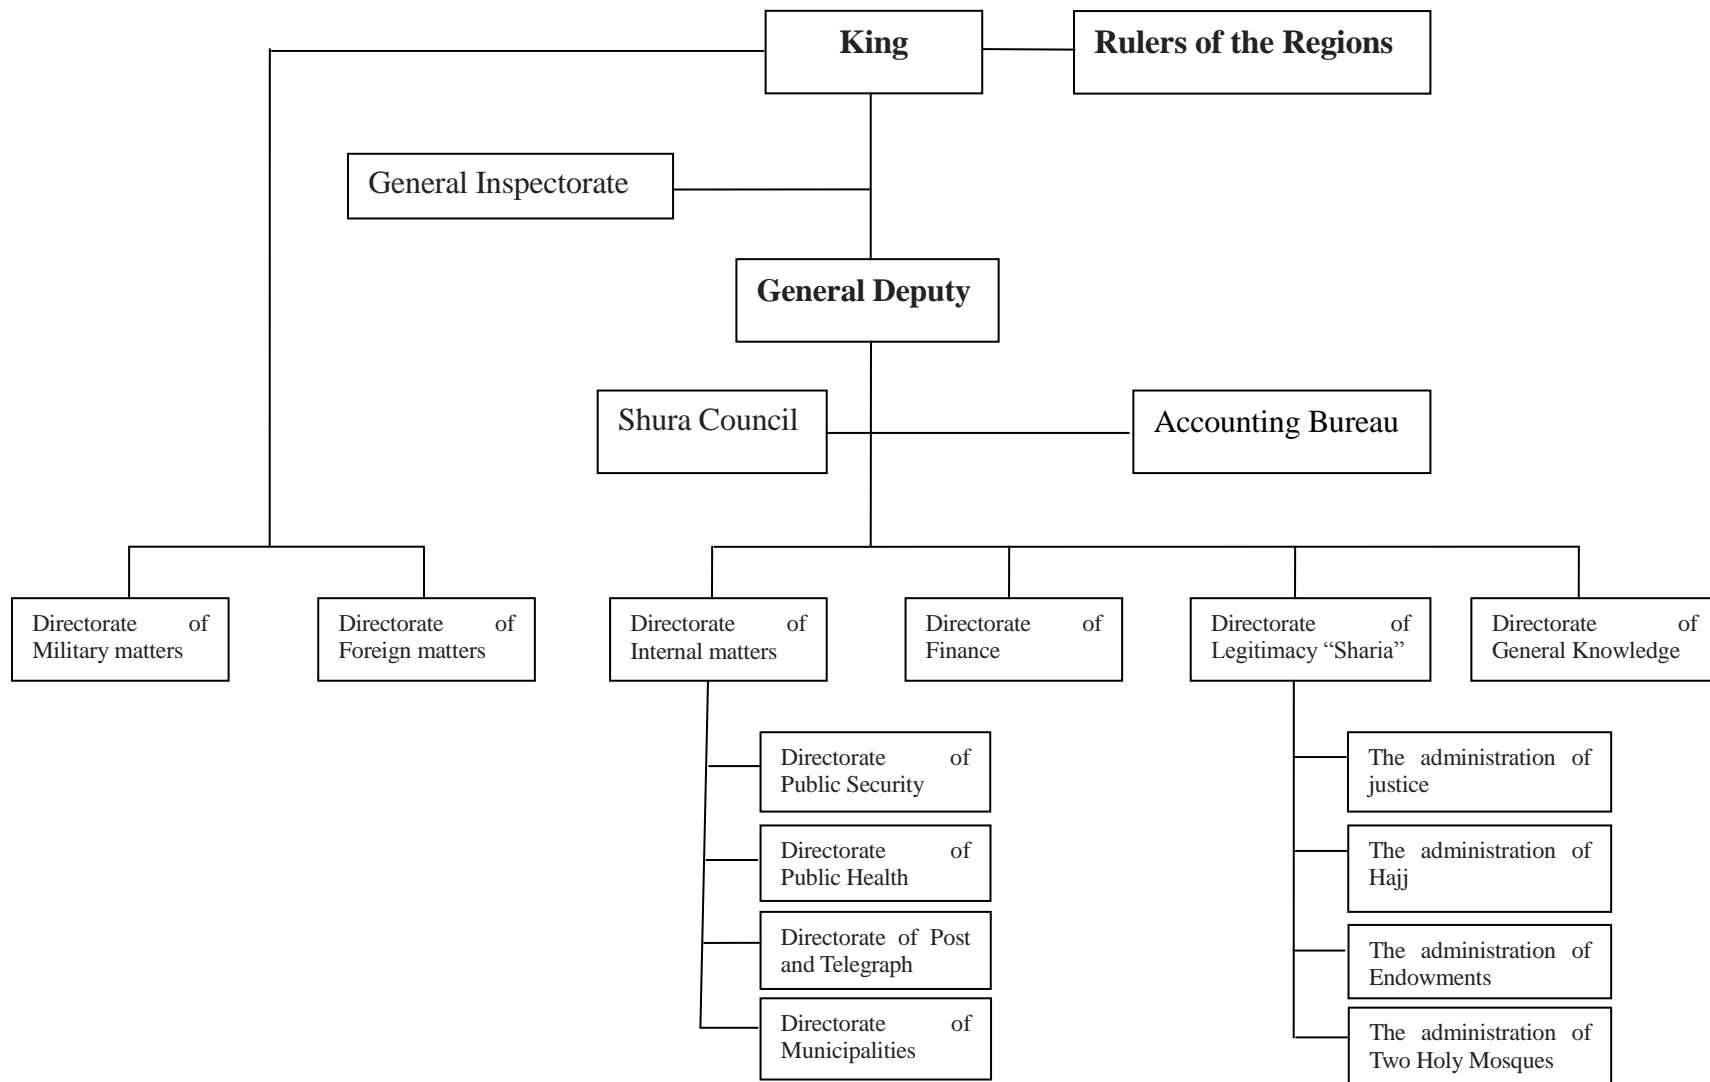 King
Rulers of the Regions
General Inspectorate
General Deputy
Shura Council
Accounting Bureau
Directorate of
Military matters
Directorate of
Foreign matters
Directorate of
Internal matters
Directorate of
Finance
Directorate of
Legitimacy “Sharia”
Directorate of
General Knowledge
Directorate of
Public Security
Directorate of
Public Health
Directorate of Post
and Telegraph
Directorate of
Municipalities
The administration of
justice
The administration of
Hajj
The administration of
Endowments
The administration of
Two Holy Mosques